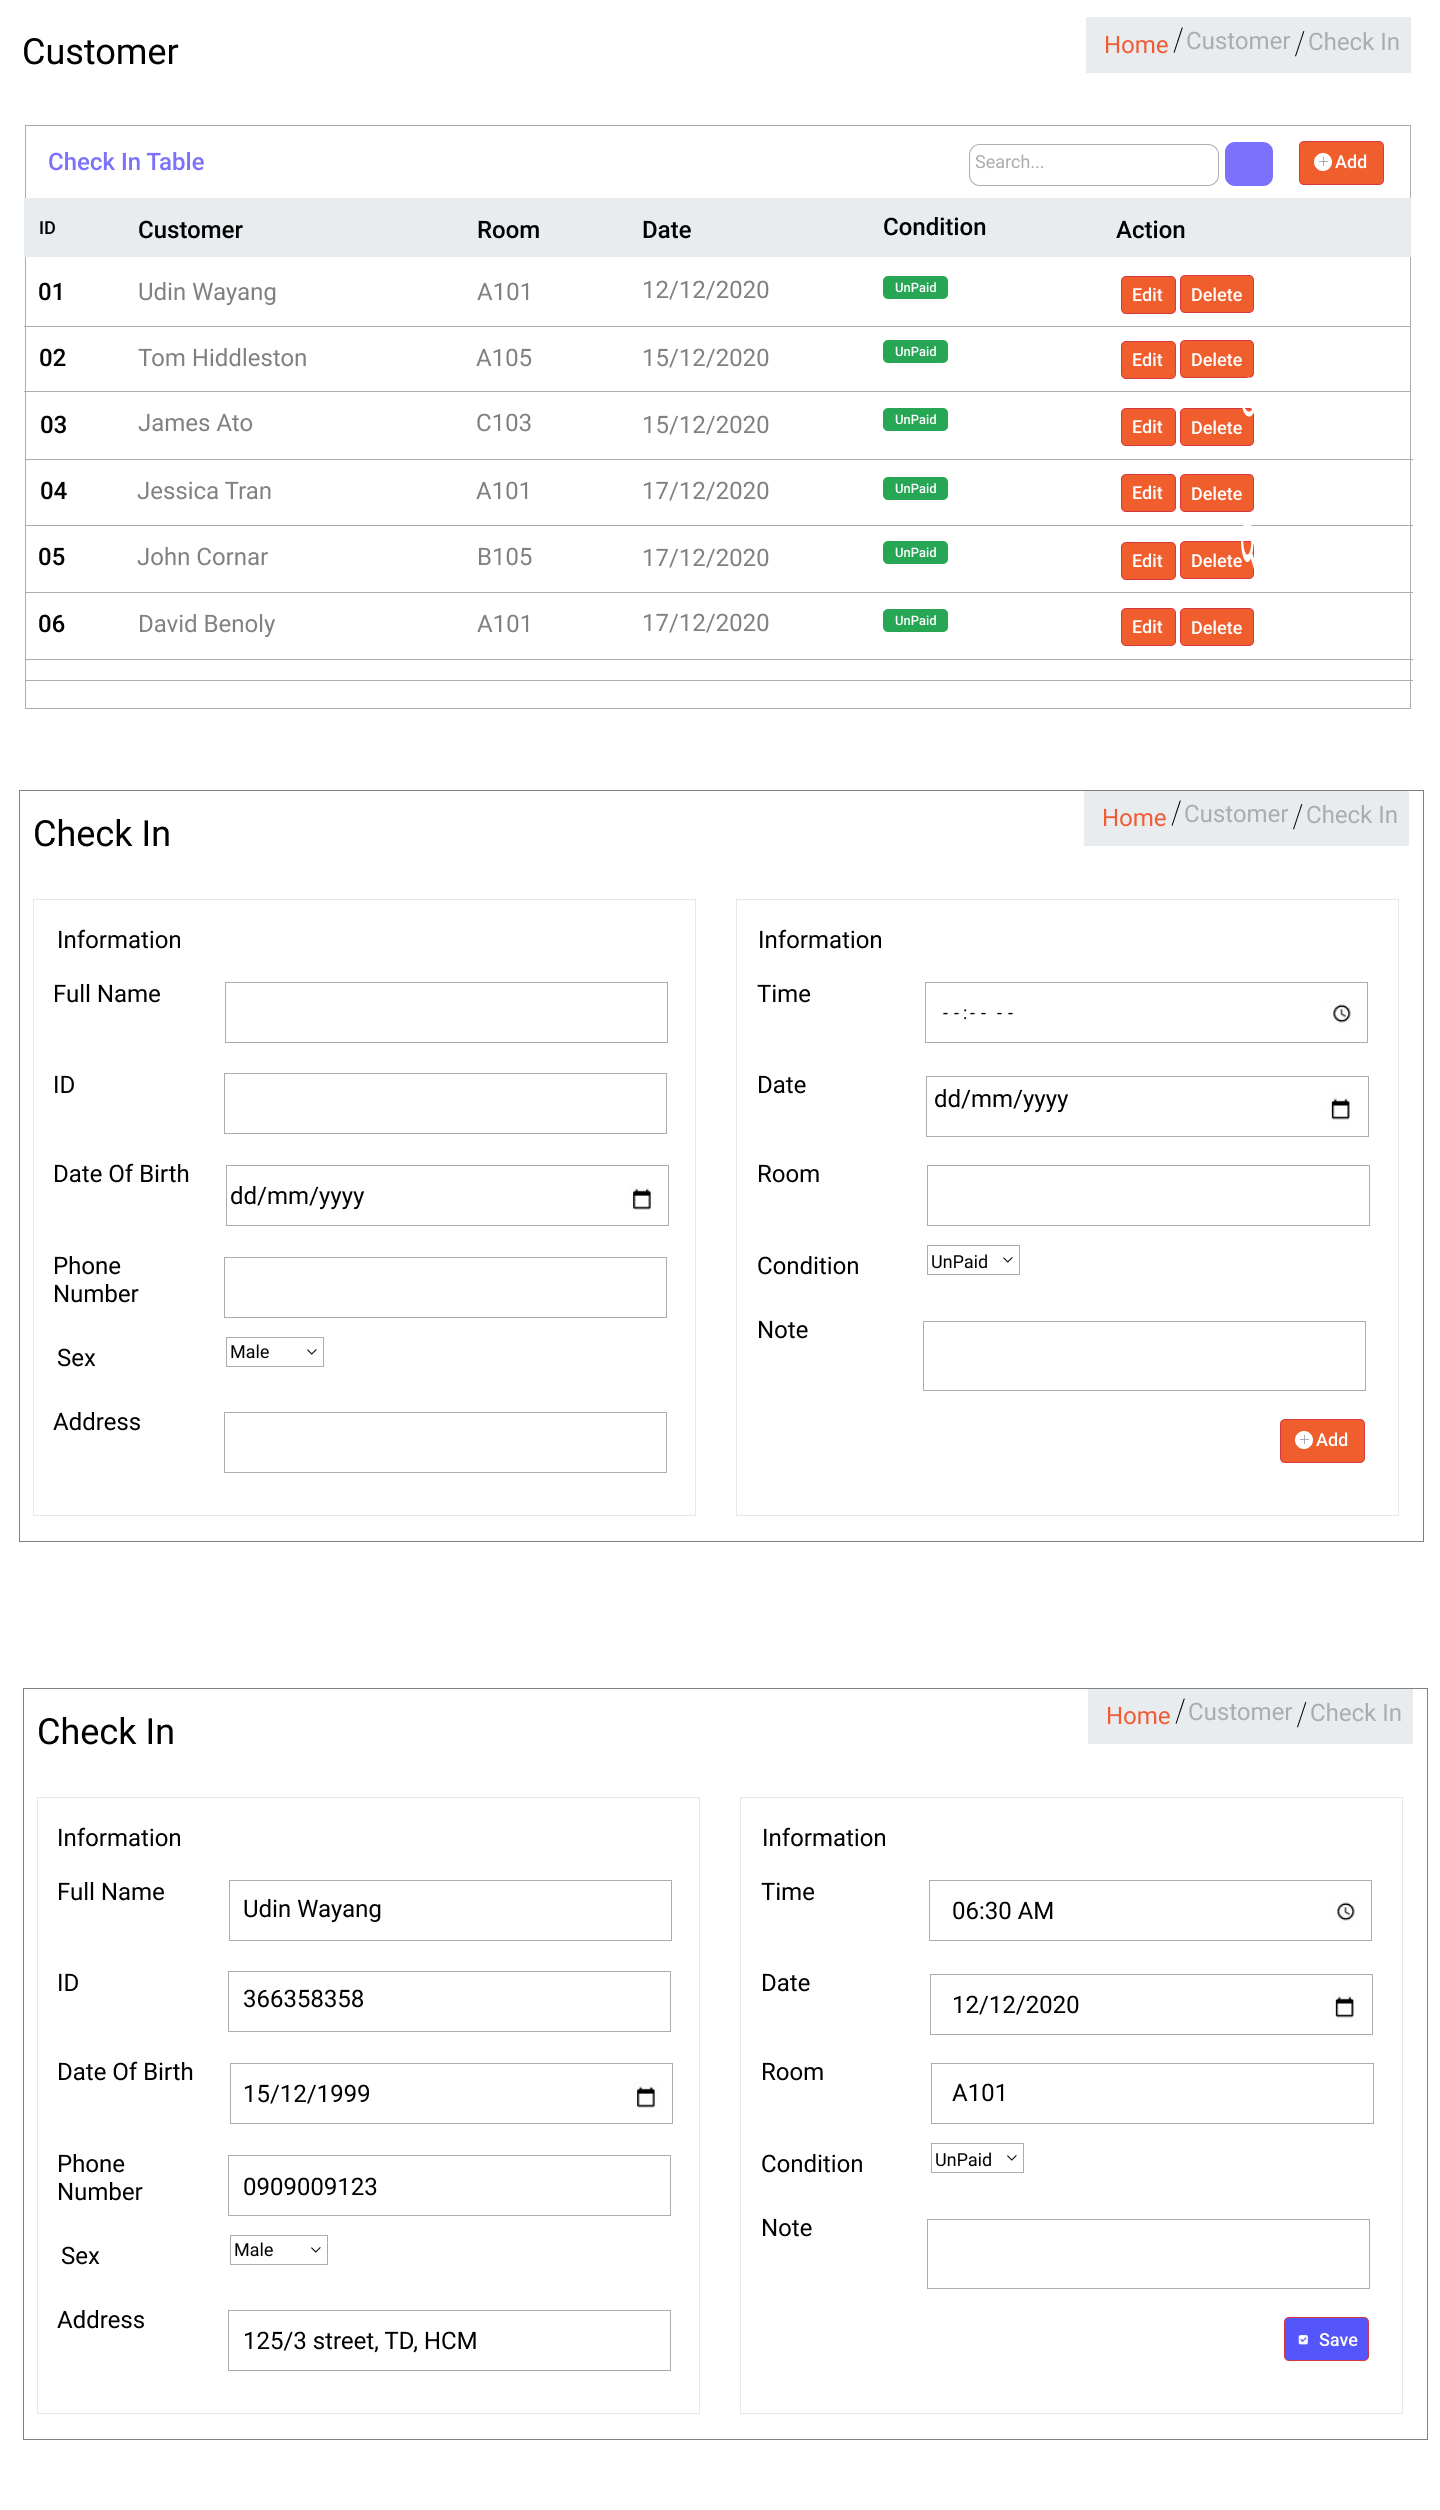 Customer
Home / Customer / Check In
Check In Table
Search...
Add
ID Customer Room Date Condition Action
01 Udin Wayang A101 12/12/2020 UnPaid Edit Delete
02 Tom Hiddleston A105 15/12/2020 UnPaid Edit Delete
03 James Ato C103 15/12/2020 UnPaid Edit Delete
04 Jessica Tran A101 17/12/2020 UnPaid Edit Delete
05 John Cornar B105 17/12/2020 UnPaid Edit Delete
06 David Benoly A101 17/12/2020 UnPaid Edit Delete
Check In
Home / Customer / Check In
Information
Full Name
ID
Date Of Birth dd/mm/yyyy
Phone
Number
Sex Male
Address
Information
Time --:-- --
Date dd/mm/yyyy
Room
Condition UnPaid
Note
Add
Check In
Home / Customer / Check In
Information
Full Name Udin Wayang
ID 366358358
Date Of Birth 15/12/1999
Phone
Number 0909009123
Sex Male
Address 125/3 street, TD, HCM
Information
Time 06:30 AM
Date 12/12/2020
Room A101
Condition UnPaid
Note
Save